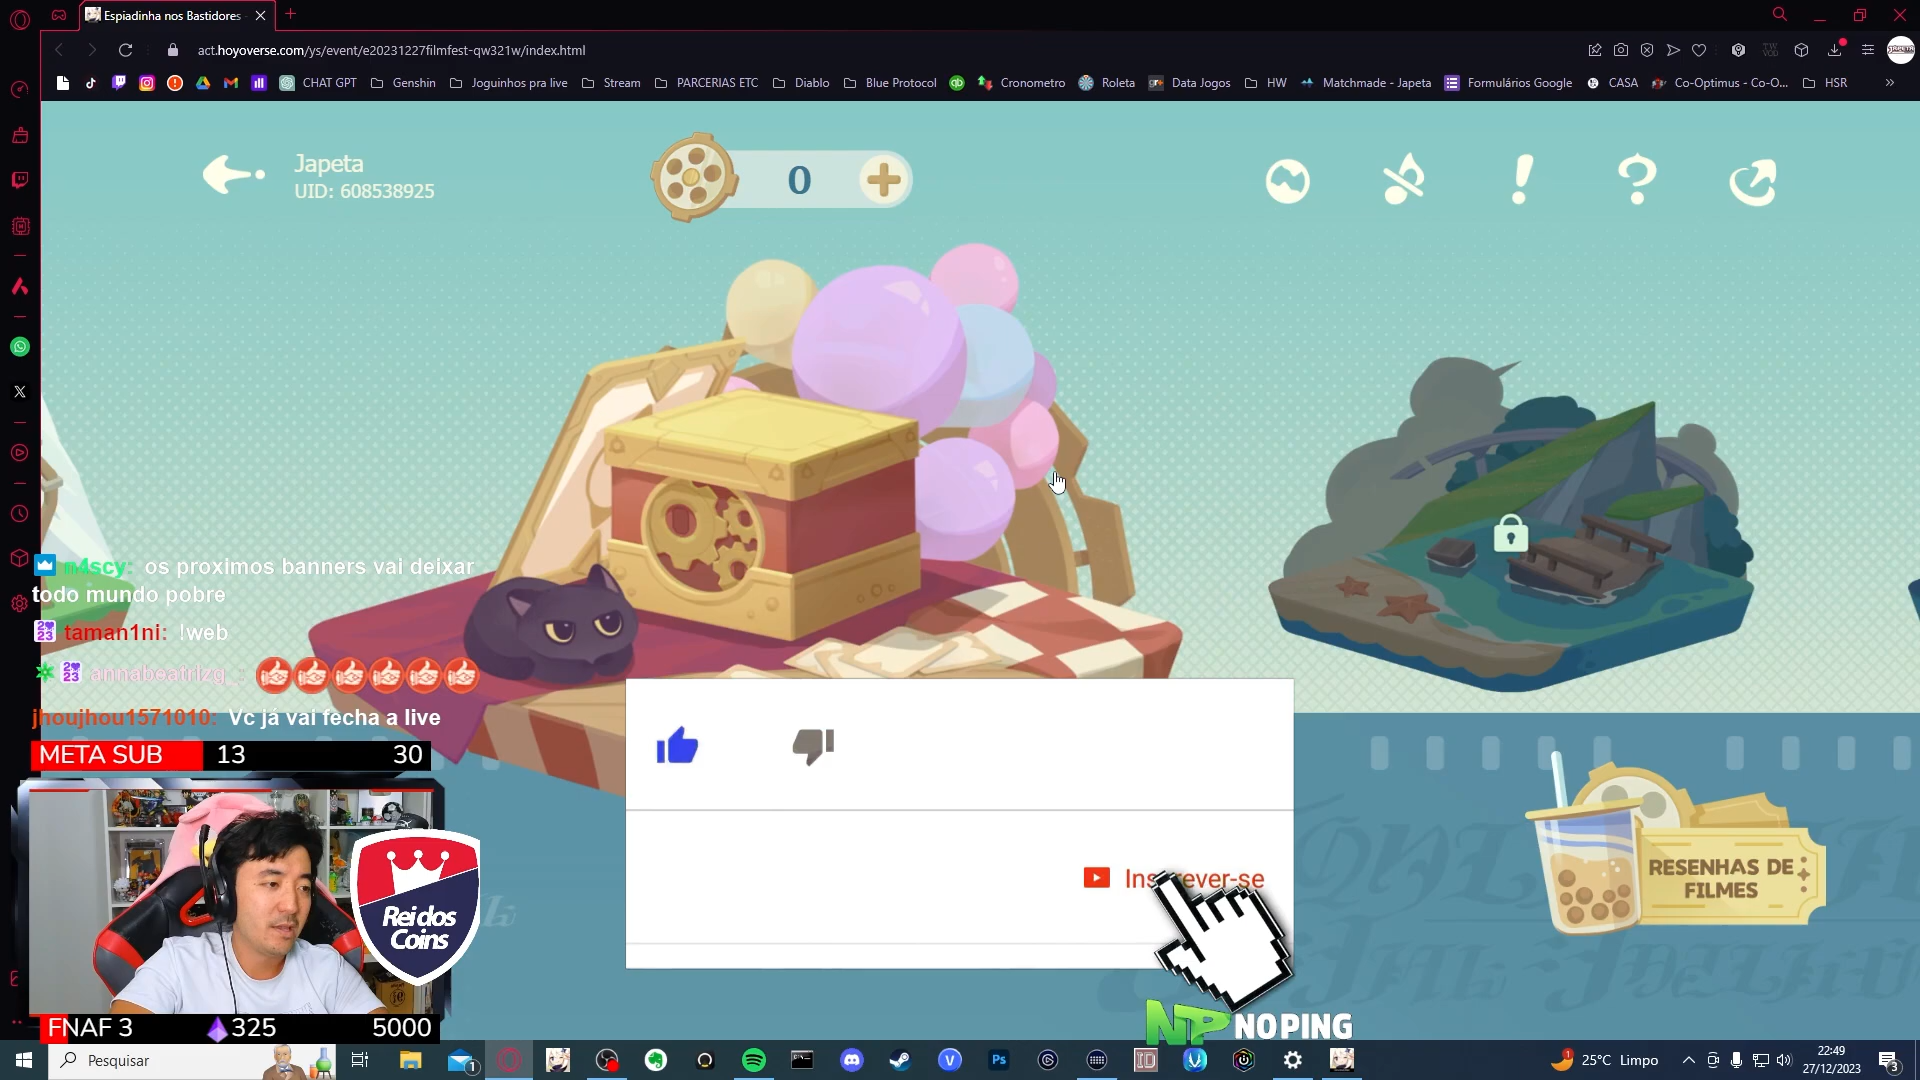 Espiadinha nos Bastidores
act.hoyoverse.com/ys/event/e20231227filmfest-qw321w/index.html
CHAT GPT Genshin Joguinhos pra live Stream PARCERIAS ETC Diablo Blue Protocol Cronometro Roleta Data Jogos HW Matchmade - Japeta Formulários Google CASA Co-Optimus - Co-O... HSR
Japeta
UID: 608538925
0
n4scy: os proximos banners vai deixar
todo mundo pobre
taman1ni: !web
annabeatrizg_:
jhoujhou1571010: Vc já vai fecha a live
META SUB 13 30
Rei dos
Coins
FNAF 3 325 5000
RESENHAS DE
FILMES
Inscrever-se
NP NOPING
Pesquisar
25°C Limpo
22:49
27/12/2023